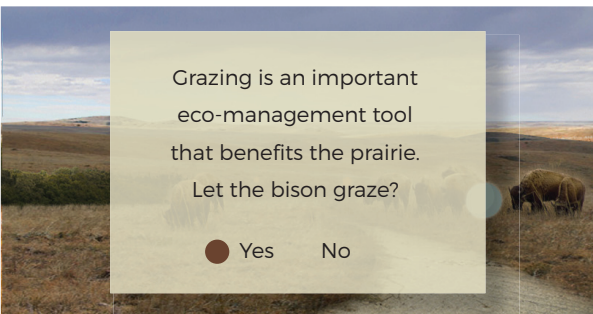 Grazing is an important
eco-management tool
that benefits the prairie.
Let the bison graze?
Yes No